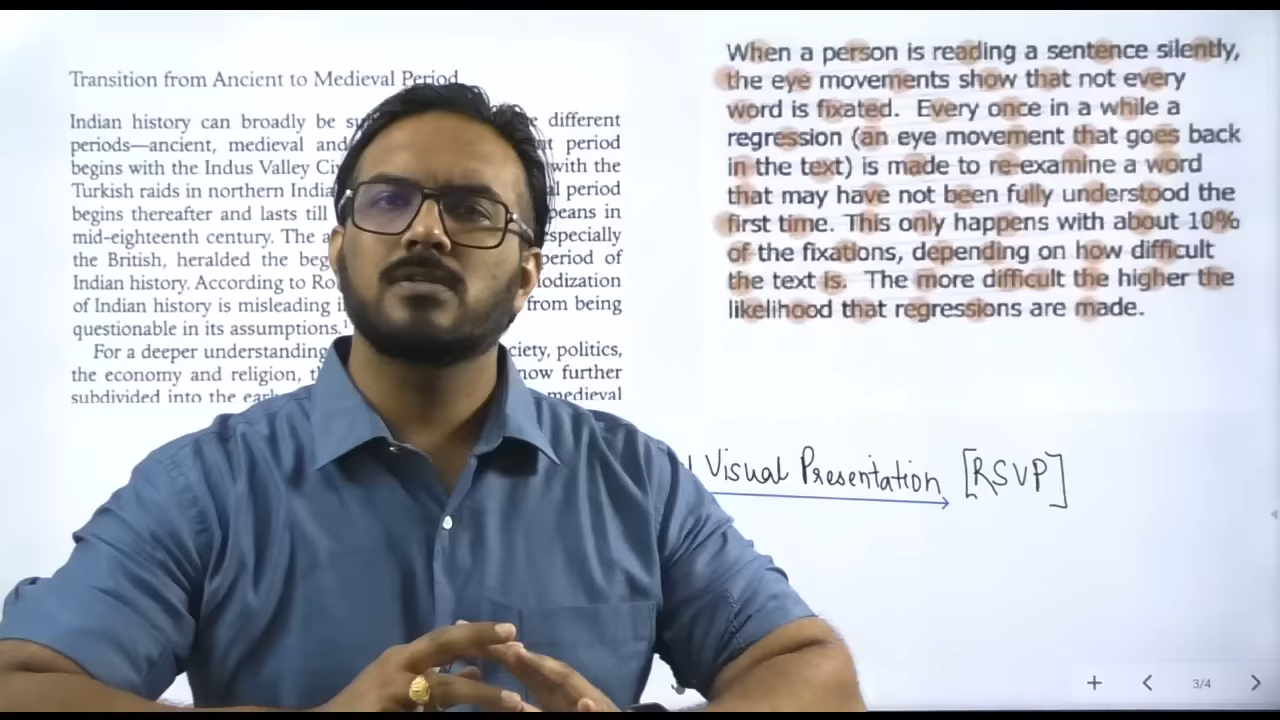 Transition from Ancient to Medieval Period
Indian history can broadly be different
periods—ancient, medieval and period
begins with the Indus Valley with the
Turkish raids in northern India period
begins thereafter and lasts till in
mid-eighteenth century. The especially
the British, heralded the period of
Indian history. According to
of Indian history is misleading from being
questionable in its assumptions.¹
For a deeper understanding politics,
the economy and religion, now further
subdivided into the medieval
When a person is reading a sentence silently,
the eye movements show that not every
word is fixated. Every once in a while a
regression (an eye movement that goes back
in the text) is made to re-examine a word
that may have not been fully understood the
first time. This only happens with about 10%
of the fixations, depending on how difficult
the text is. The more difficult the higher the
likelihood that regressions are made.
Visual Presentation [RSVP]
3/4